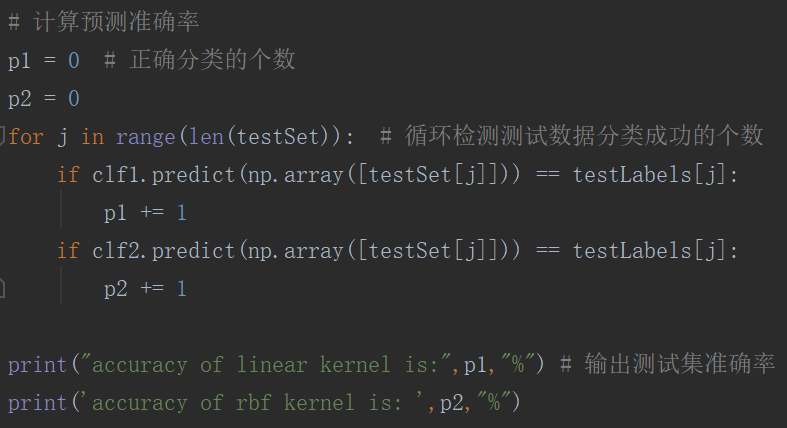 # 计算预测准确率
p1 = 0  # 正确分类的个数
p2 = 0
for j in range(len(testSet)):  # 循环检测测试数据分类成功的个数
    if clf1.predict(np.array([testSet[j]])) == testLabels[j]:
        p1 += 1
    if clf2.predict(np.array([testSet[j]])) == testLabels[j]:
        p2 += 1
print("accuracy of linear kernel is:",p1,"%") # 输出测试集准确率
print('accuracy of rbf kernel is: ',p2,"%")